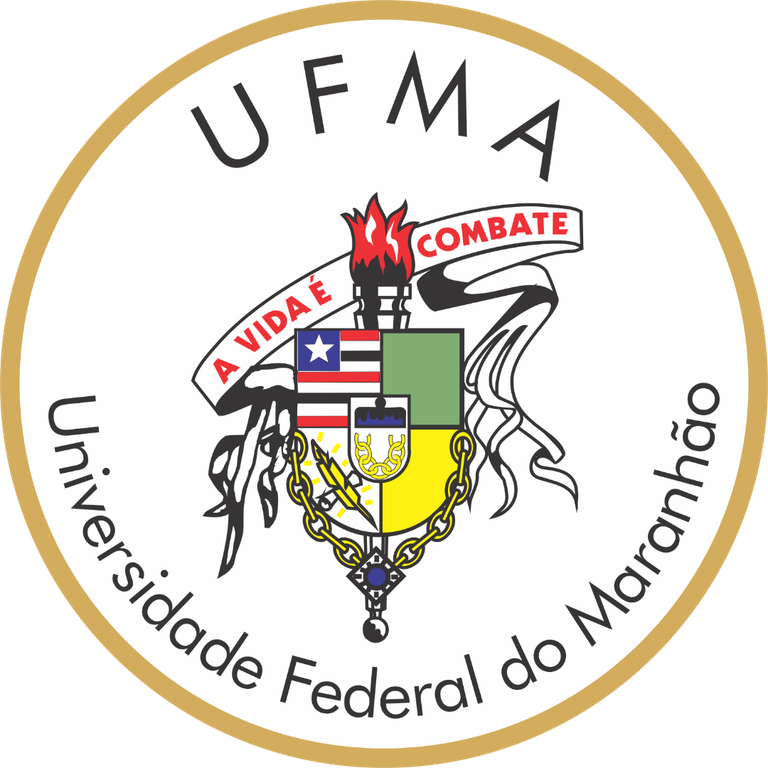 UFMA
A VIDA É COMBATE
Universidade Federal do Maranhão